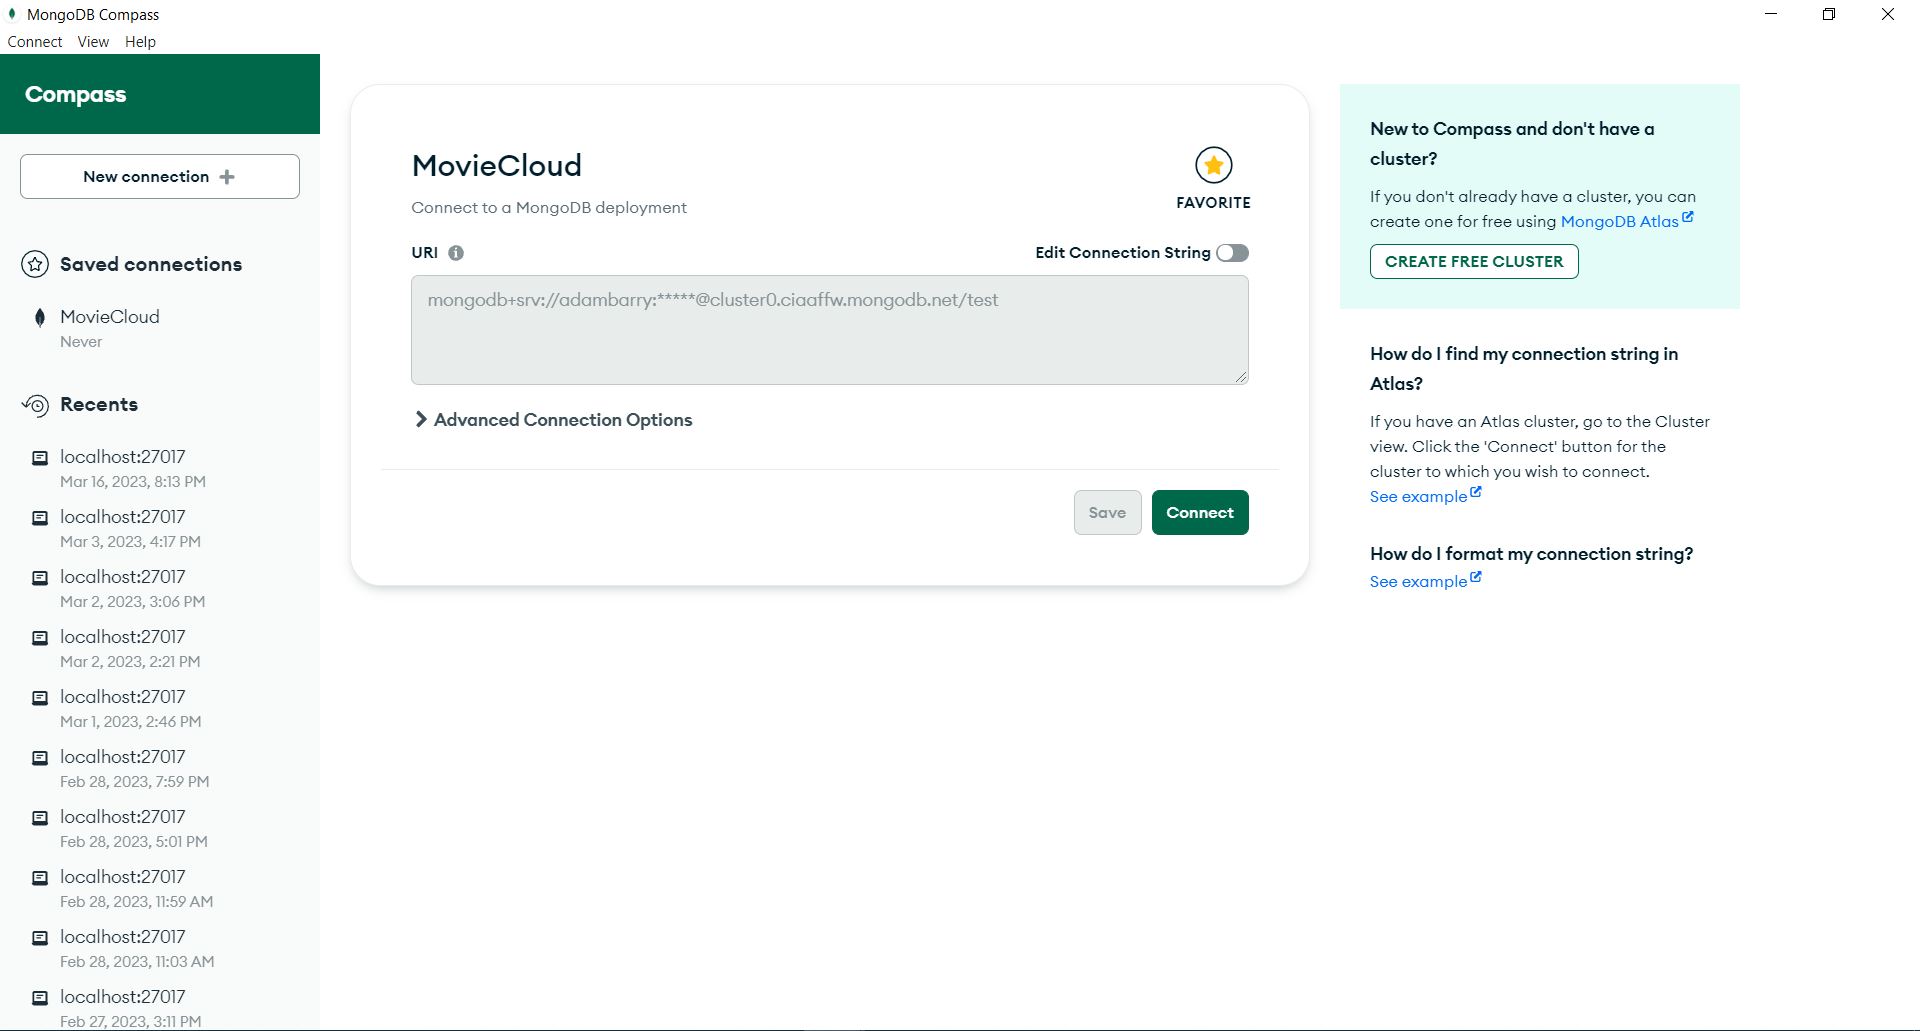 MongoDB Compass
Connect View Help
Compass
New connection
Saved connections
MovieCloud
Never
Recents
localhost:27017
Mar 16, 2023, 8:13 PM
localhost:27017
Mar 3, 2023, 4:17 PM
localhost:27017
Mar 2, 2023, 3:06 PM
localhost:27017
Mar 2, 2023, 2:21 PM
localhost:27017
Mar 1, 2023, 2:46 PM
localhost:27017
Feb 28, 2023, 7:59 PM
localhost:27017
Feb 28, 2023, 5:01 PM
localhost:27017
Feb 28, 2023, 11:59 AM
localhost:27017
Feb 28, 2023, 11:03 AM
localhost:27017
Feb 27, 2023, 3:11 PM
MovieCloud
Connect to a MongoDB deployment
FAVORITE
URI
Edit Connection String
mongodb+srv://adambarry:*****@cluster0.ciaaffw.mongodb.net/test
Advanced Connection Options
Save
Connect
New to Compass and don't have a
cluster?
If you don't already have a cluster, you can
create one for free using MongoDB Atlas
CREATE FREE CLUSTER
How do I find my connection string in
Atlas?
If you have an Atlas cluster, go to the Cluster
view. Click the 'Connect' button for the
cluster to which you wish to connect.
See example
How do I format my connection string?
See example